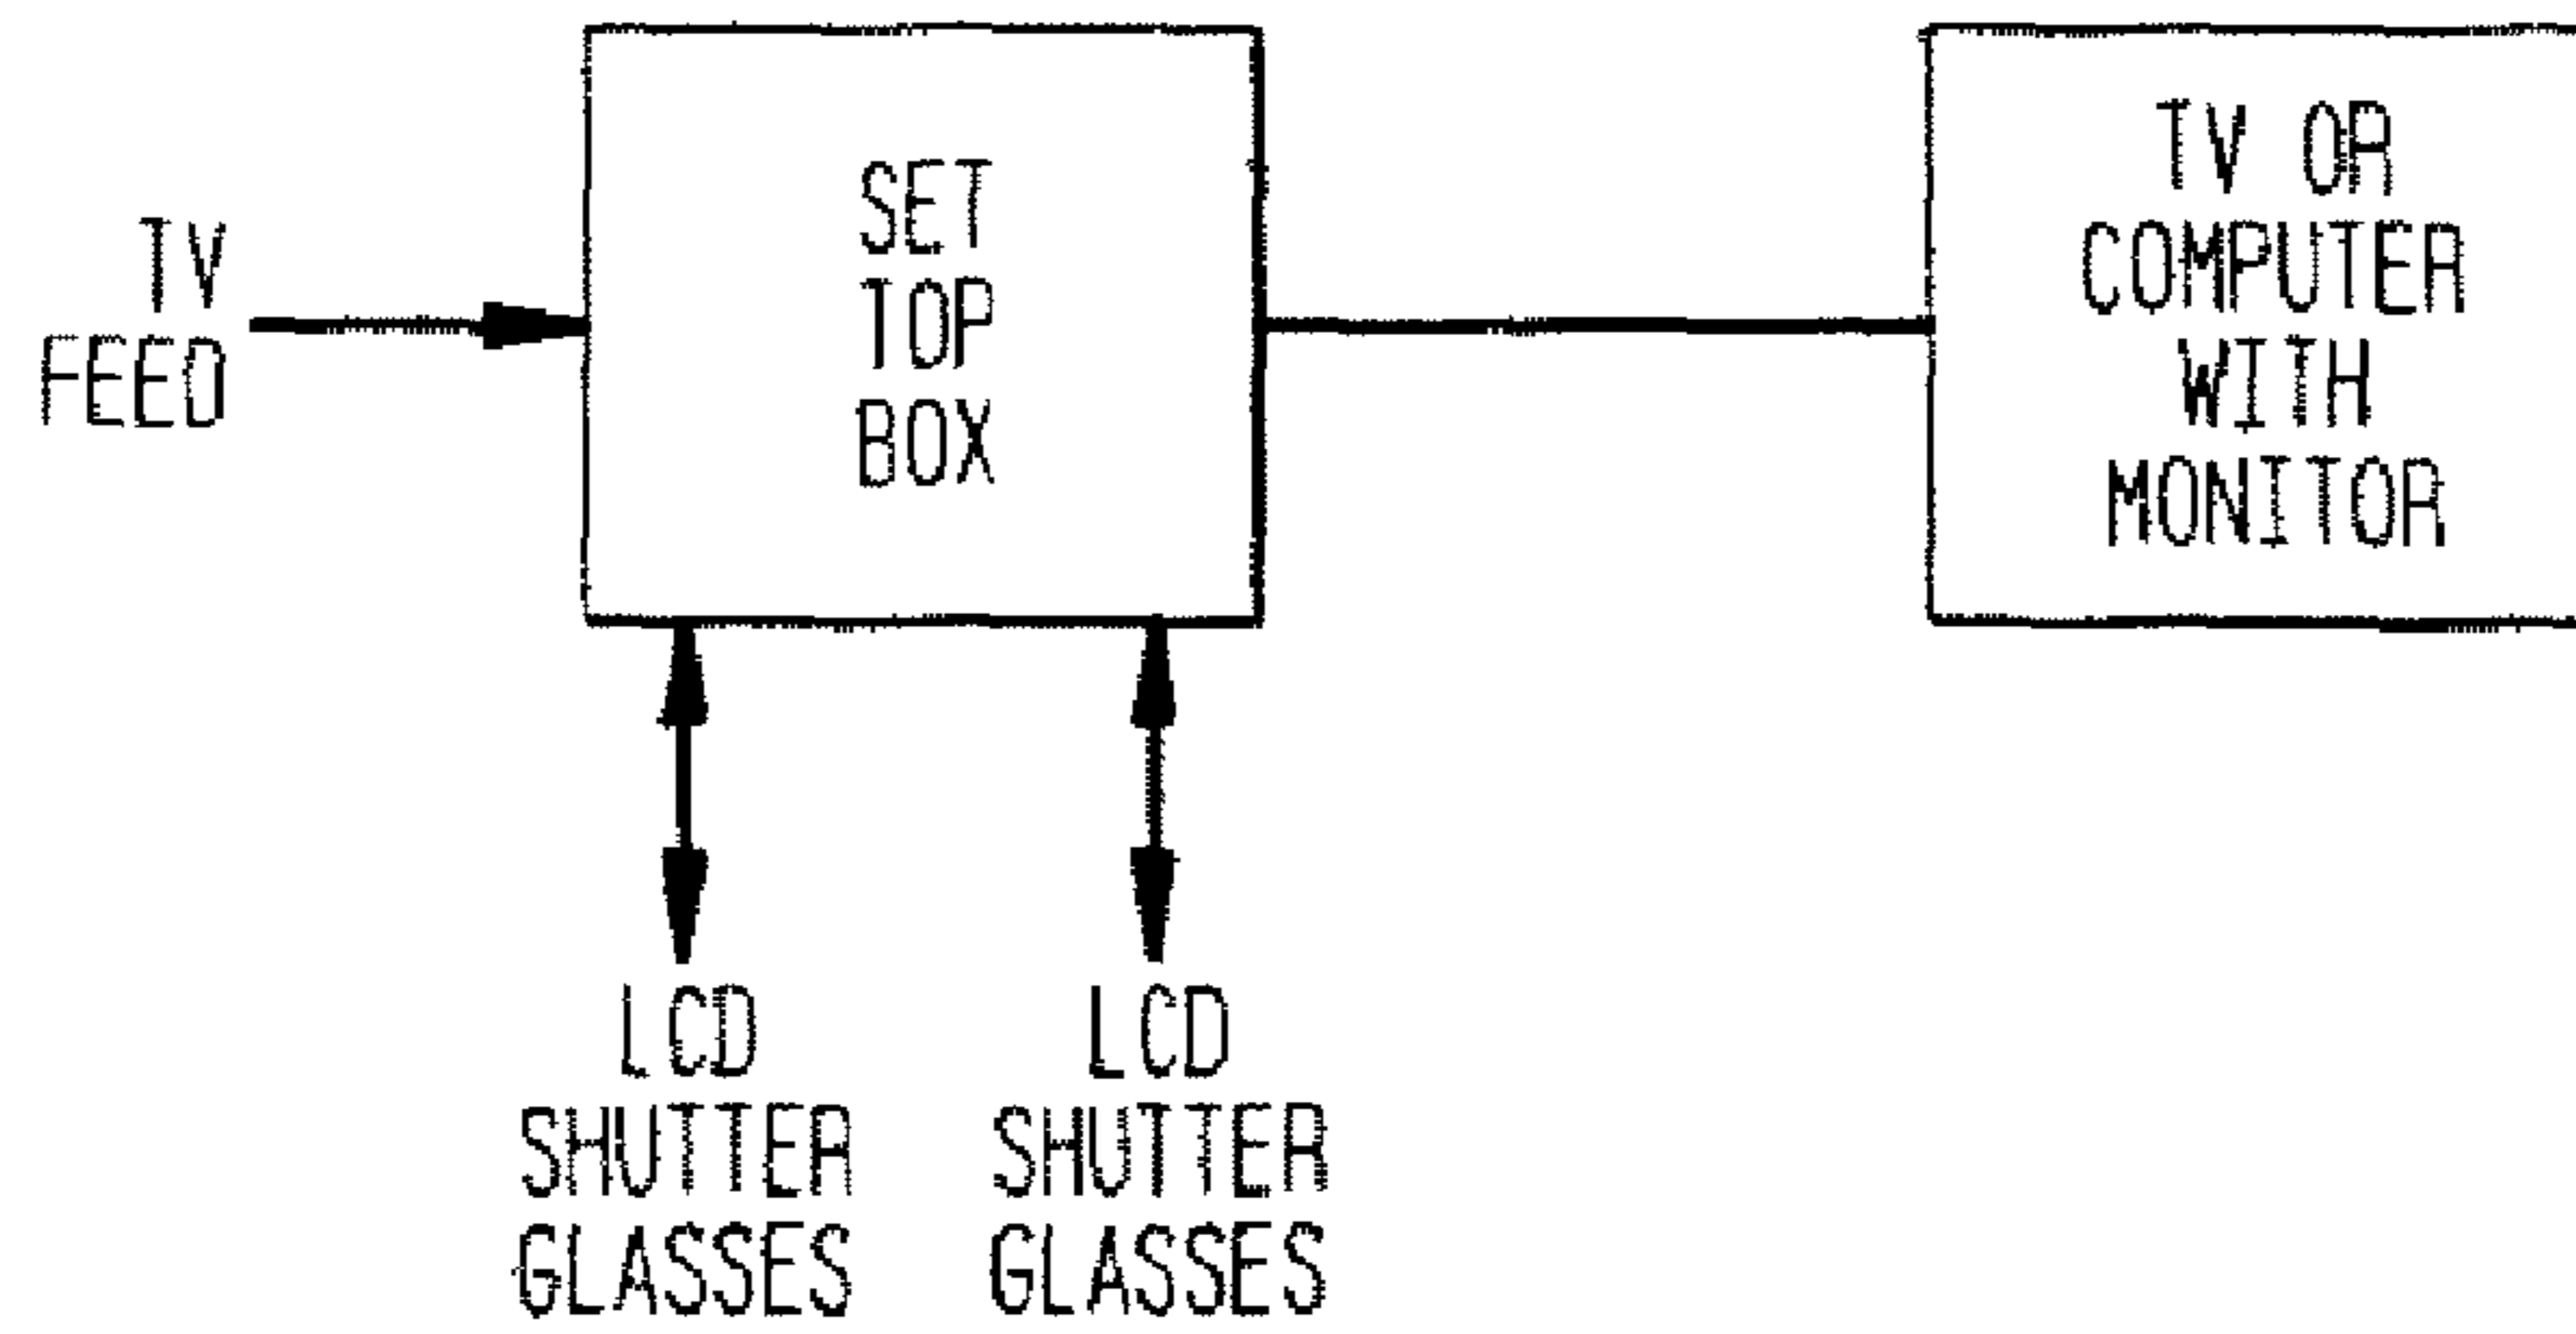 TV
FEED
SET
TOP
BOX
TV OR
COMPUTER
WITH
MONITOR
LCD
SHUTTER
GLASSES
LCD
SHUTTER
GLASSES